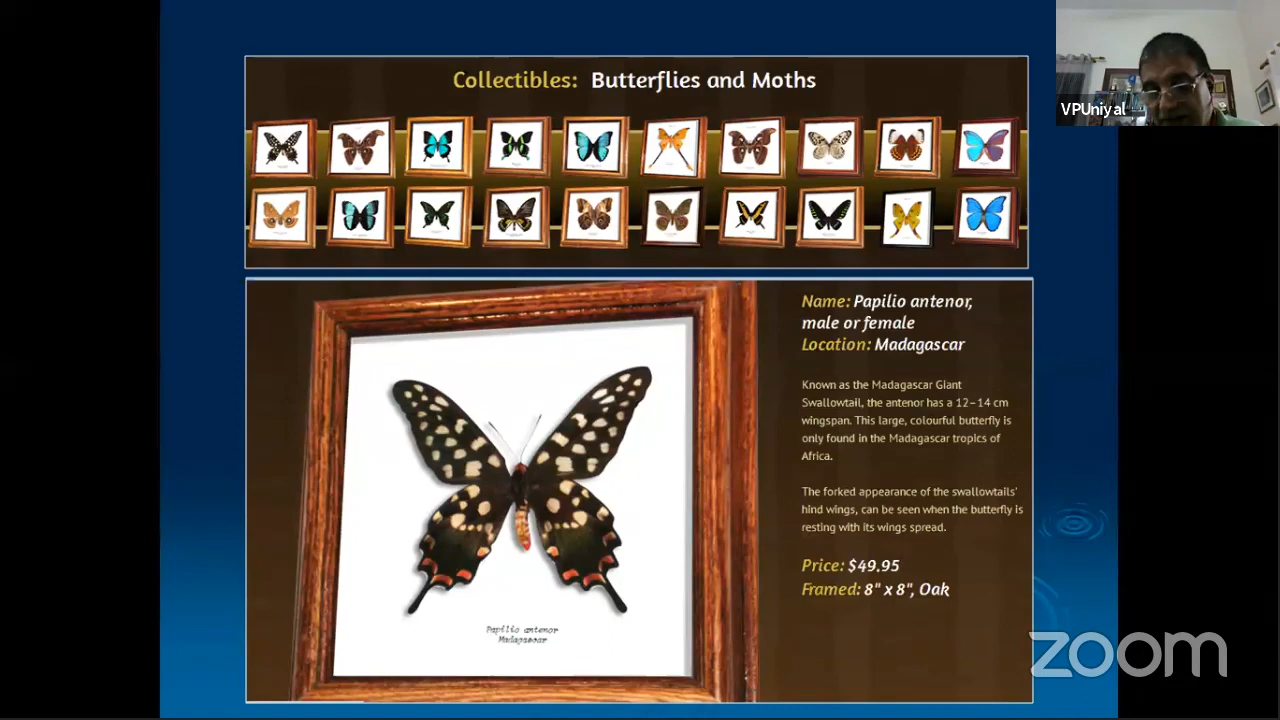 Collectibles: Butterflies and Moths
VPUniyal
Name: Papilio antenor,
male or female
Location: Madagascar
Known as the Madagascar Giant
Swallowtail, the antenor has a 12–14 cm
wingspan. This large, colourful butterfly is
only found in the Madagascar tropics of
Africa.
The forked appearance of the swallowtails'
hind wings, can be seen when the butterfly is
resting with its wings spread.
Price: $49.95
Framed: 8" x 8", Oak
Papilio antenor
Madagascar
zoom